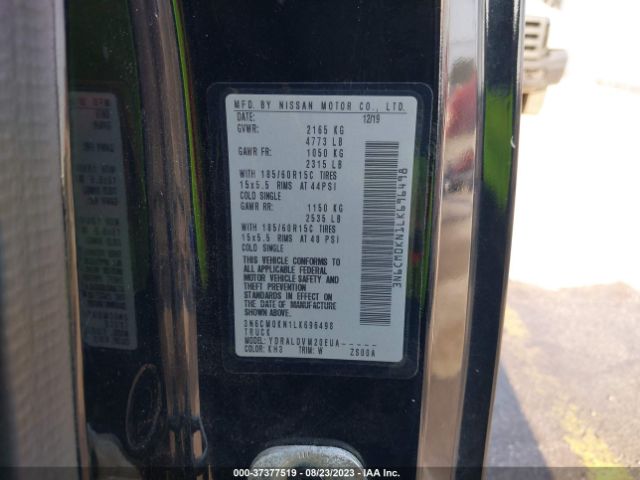 MFD. BY NISSAN MOTOR CO., LTD.
DATE: 12/19
GVWR: 2165 KG
4773 LB
GAWR FR: 1050 KG
2315 LB
WITH 185/60R15C TIRES
15x5.5 RIMS AT 44PSI
COLD SINGLE
GAWR RR: 1150 KG
2535 LB
WITH 185/60R15C TIRES
15x5.5 RIMS AT 48 PSI
COLD SINGLE
THIS VEHICLE CONFORMS TO
ALL APPLICABLE FEDERAL
MOTOR VEHICLE SAFETY AND
THEFT PREVENTION
STANDARDS IN EFFECT ON
THE DATE OF MANUFACTURE
SHOWN ABOVE.
3N6CM0KN1LK696498
TRUCK
MODEL: YDRALDVM20EUA-----
COLOR: KH3 TRIM: W ZS00A
3N6CM0KN1LK696498
000-37377519 - 08/23/2023 - IAA Inc.